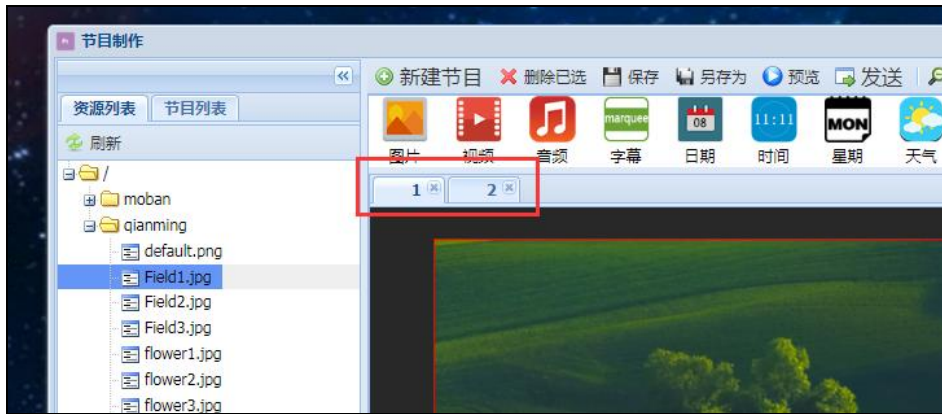 节目制作
新建节目 删除已选 保存 另存为 预览 发送
资源列表 节目列表
刷新
marquee 08 11:11 MON
图片 视频 音频 字幕 日期 时间 星期 天气
1 2
/
moban
qianming
default.png
Field1.jpg
Field2.jpg
Field3.jpg
flower1.jpg
flower2.jpg
flower3.jpg